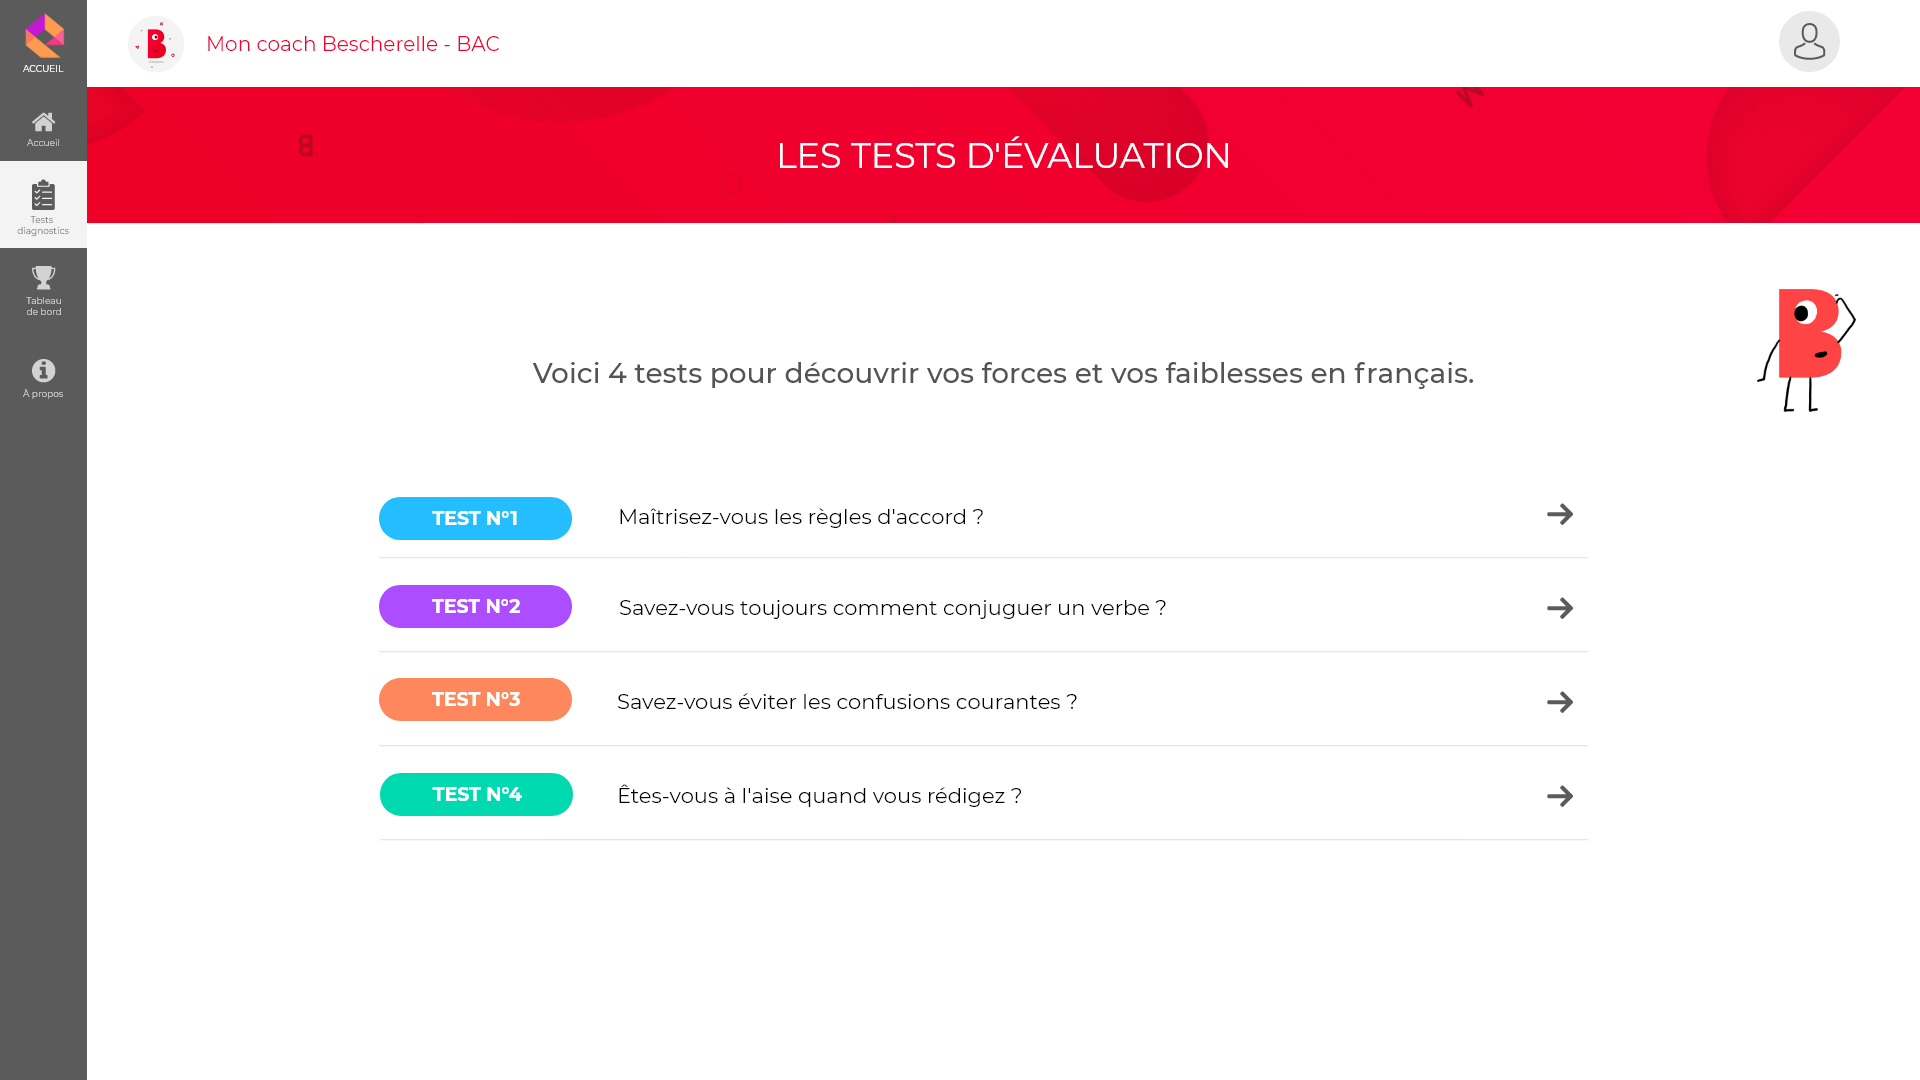 ACCUEIL
Accueil
Tests
diagnostics
Tableau
de bord
À propos
Mon coach Bescherelle - BAC
LES TESTS D'ÉVALUATION
Voici 4 tests pour découvrir vos forces et vos faiblesses en français.
TEST N°1 Maîtrisez-vous les règles d'accord ?
TEST N°2 Savez-vous toujours comment conjuguer un verbe ?
TEST N°3 Savez-vous éviter les confusions courantes ?
TEST N°4 Êtes-vous à l'aise quand vous rédigez ?